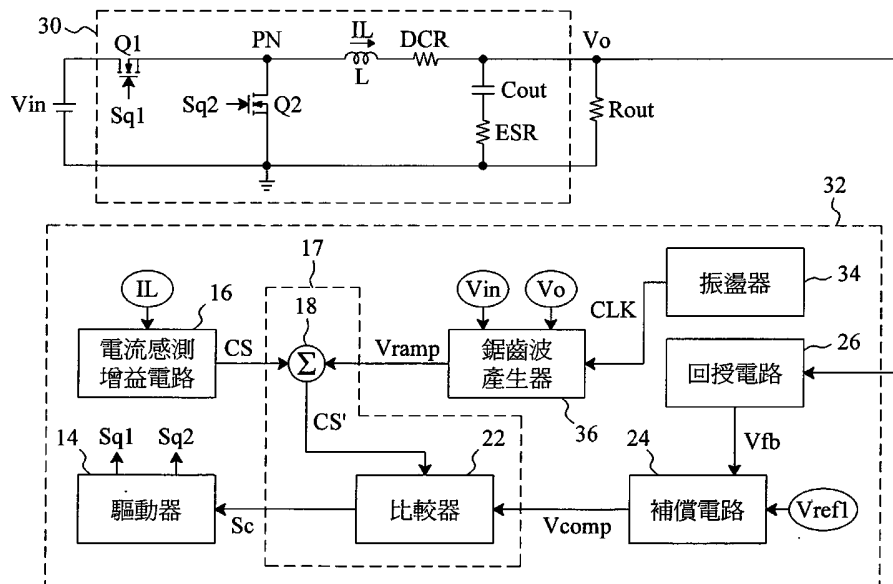 30
Q1
Sq1
Vin
PN
Sq2
Q2
IL
L
DCR
Vo
Cout
ESR
Rout
32
17
IL
16
電流感測
增益電路
CS
18
Σ
Vramp
Vin
Vo
鋸齒波
產生器
36
CLK
振盪器
34
26
回授電路
CS'
Vfb
14
Sq1
Sq2
驅動器
Sc
22
比較器
Vcomp
24
補償電路
Vref1